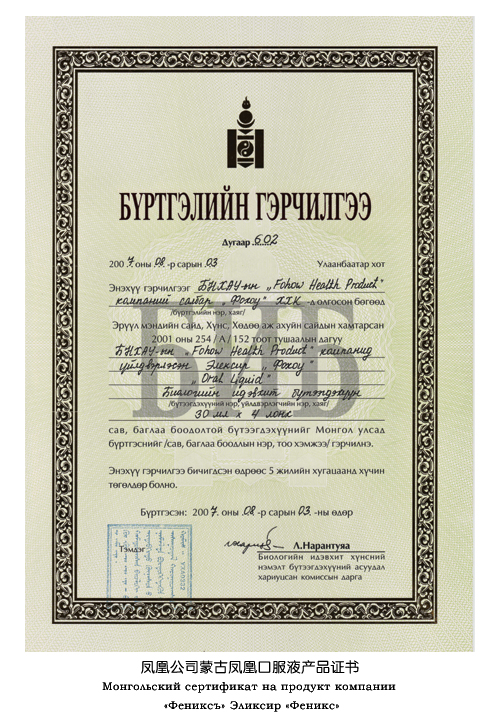 БҮРТГЭЛИЙН ГЭРЧИЛГЭЭ
Дугаар 602
2007 оны 08 -р сарын 03 Улаанбаатар хот
Энэхүү гэрчилгээг БНХАУ-ын „Fohow Health Product"
компаний салбар „Фохоу" ХХК -д олгосон бөгөөд
/бүртгэлийн нэр, хаяг/
Эрүүл мэндийн сайд, Хүнс, Хөдөө аж ахуйн сайдын хамтарсан
2001 оны 254 / А / 152 тоот тушаалын дагуу
БНХАУ-ын „Fohow Health Product" компанид
үйлдвэрлэсэн Элексир „Фохоу"
„Oral Liquid"
Биологийн идэвхит бүтээгдэхүүн
/бүтээгдэхүүний нэр, үйлдвэрлэгчийн нэр, хаяг/
30 мл х 4 лонх
БНБ
сав, баглаа боодолтой бүтээгдэхүүнийг Монгол улсад
бүртгэснийг /сав, баглаа боодлын нэр, тоо хэмжээ/ гэрчилнэ.
Энэхүү гэрчилгээ бичигдсэн өдрөөс 5 жилийн хугацаанд хүчин
төгөлдөр болно.
Бүртгэсэн: 2007. оны .08 -р сарын 03. -ны өдөр
Тэмдэг
Л.Нарантуяа
Биологийн идэвхит хүнсний
нэмэлт бүтээгдэхүүний асуудал
хариуцсан комиссын дарга
凤凰公司蒙古凤凰口服液产品证书
Монгольский сертификат на продукт компании
«Фениксъ» Эликсир «Феникс»